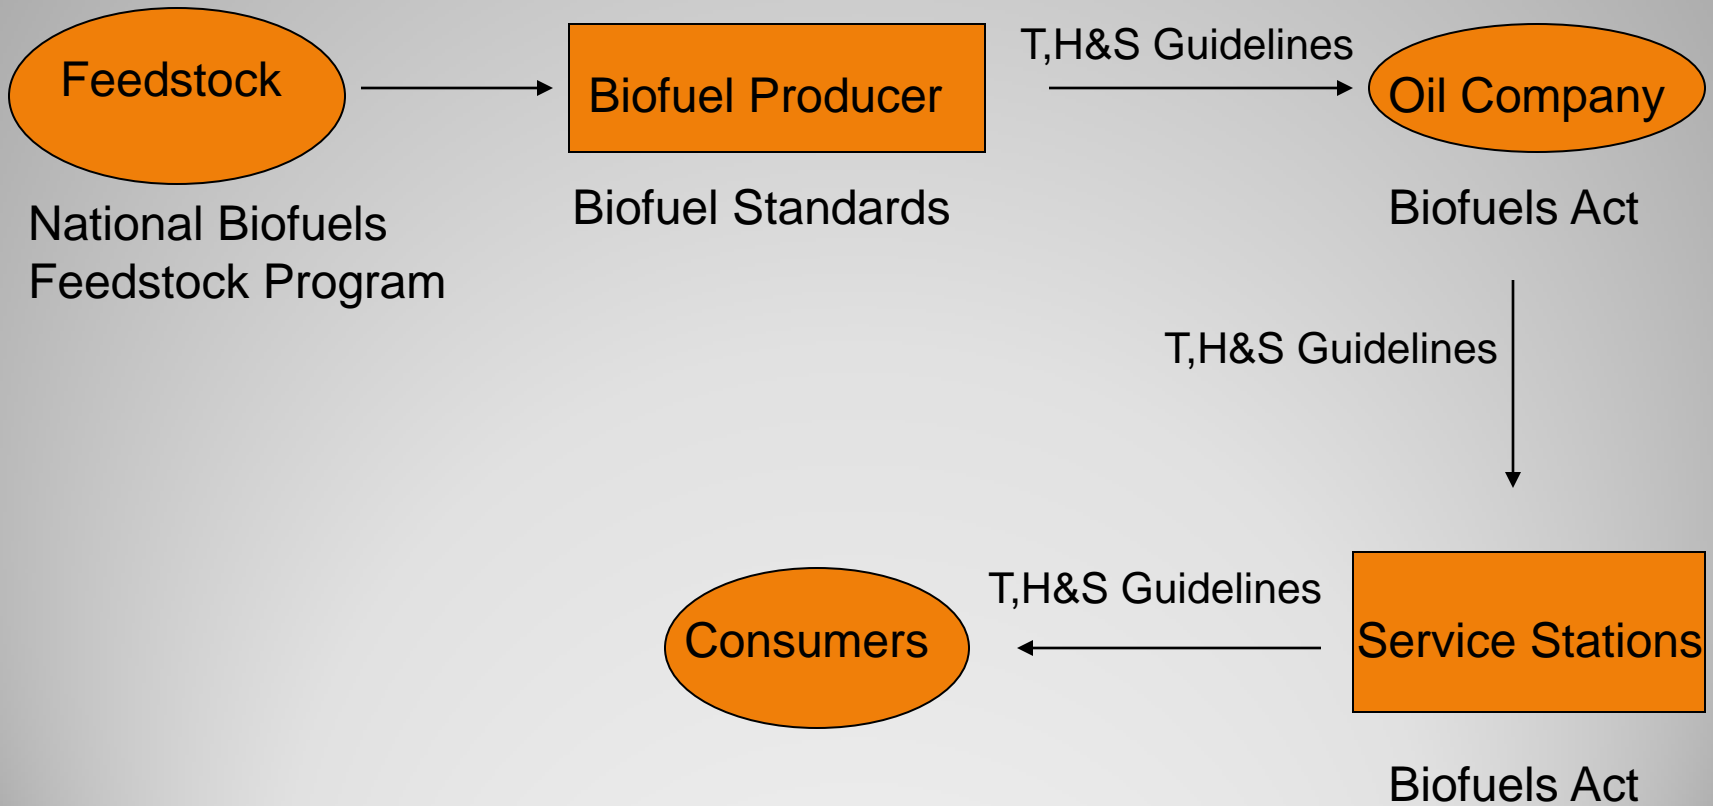 Feedstock
Biofuel Producer
T,H&S Guidelines
Oil Company
National Biofuels
Feedstock Program
Biofuel Standards
Biofuels Act
T,H&S Guidelines
Consumers
T,H&S Guidelines
Service Stations
Biofuels Act